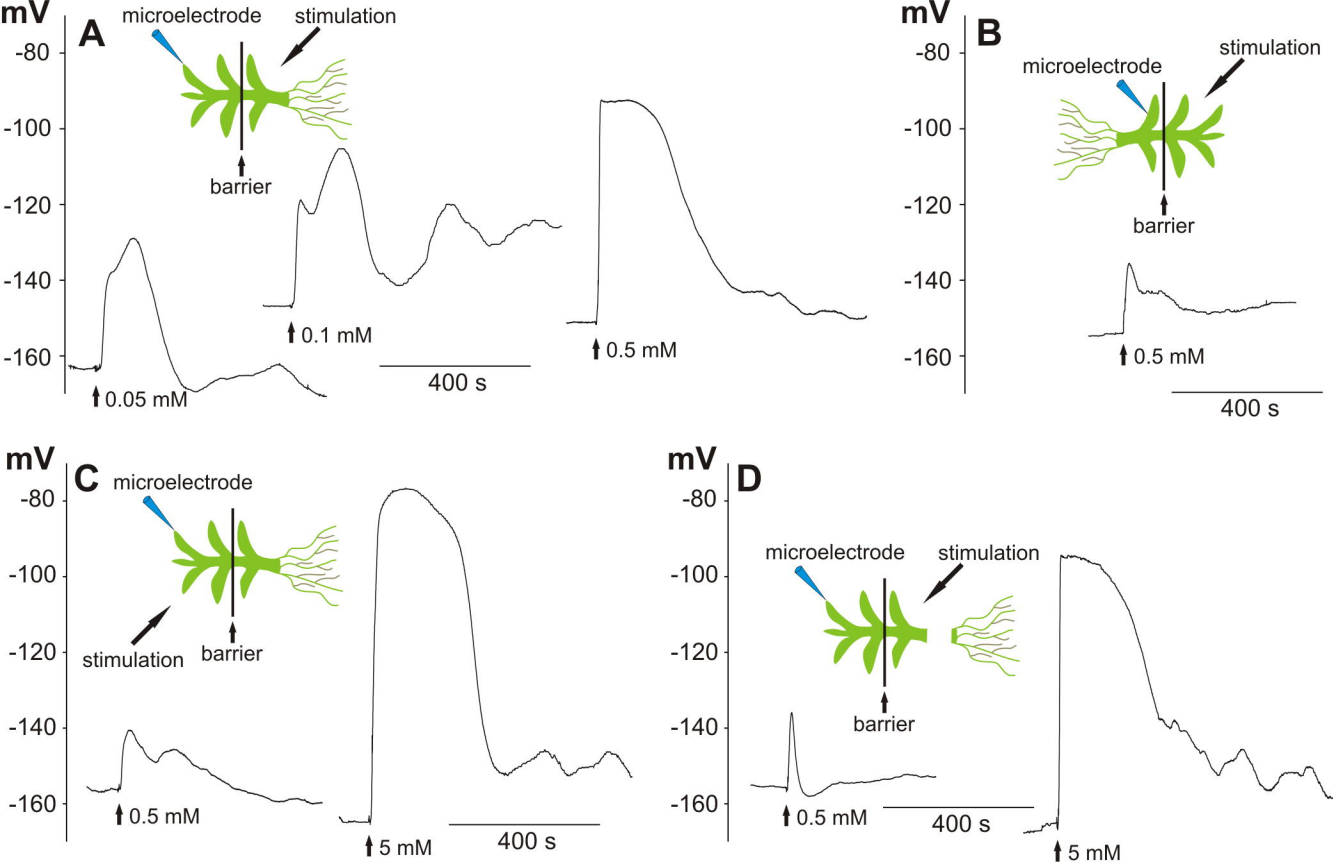 mV
A
microelectrode
stimulation
barrier
-80
-100
-120
-140
-160
0.05 mM
0.1 mM
0.5 mM
400 s
mV
B
microelectrode
stimulation
barrier
-80
-100
-120
-140
-160
0.5 mM
400 s
mV
C
microelectrode
stimulation
barrier
-80
-100
-120
-140
-160
0.5 mM
5 mM
400 s
mV
D
microelectrode
stimulation
barrier
-80
-100
-120
-140
-160
0.5 mM
400 s
5 mM